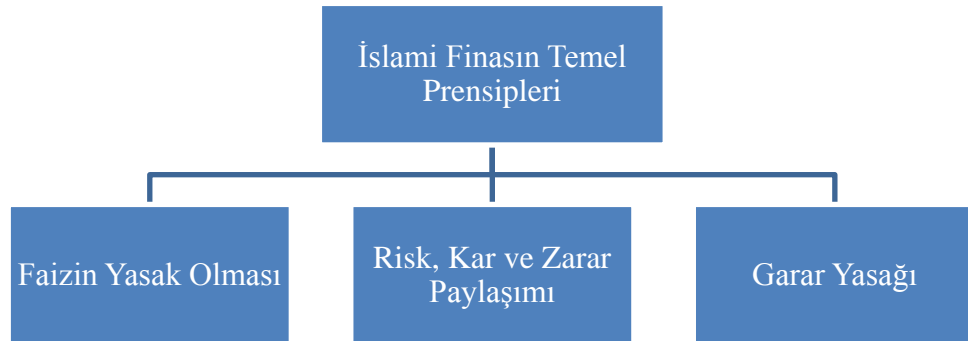 İslami Finasın Temel
Prensipleri
Faizin Yasak Olması
Risk, Kar ve Zarar
Paylaşımı
Garar Yasağı